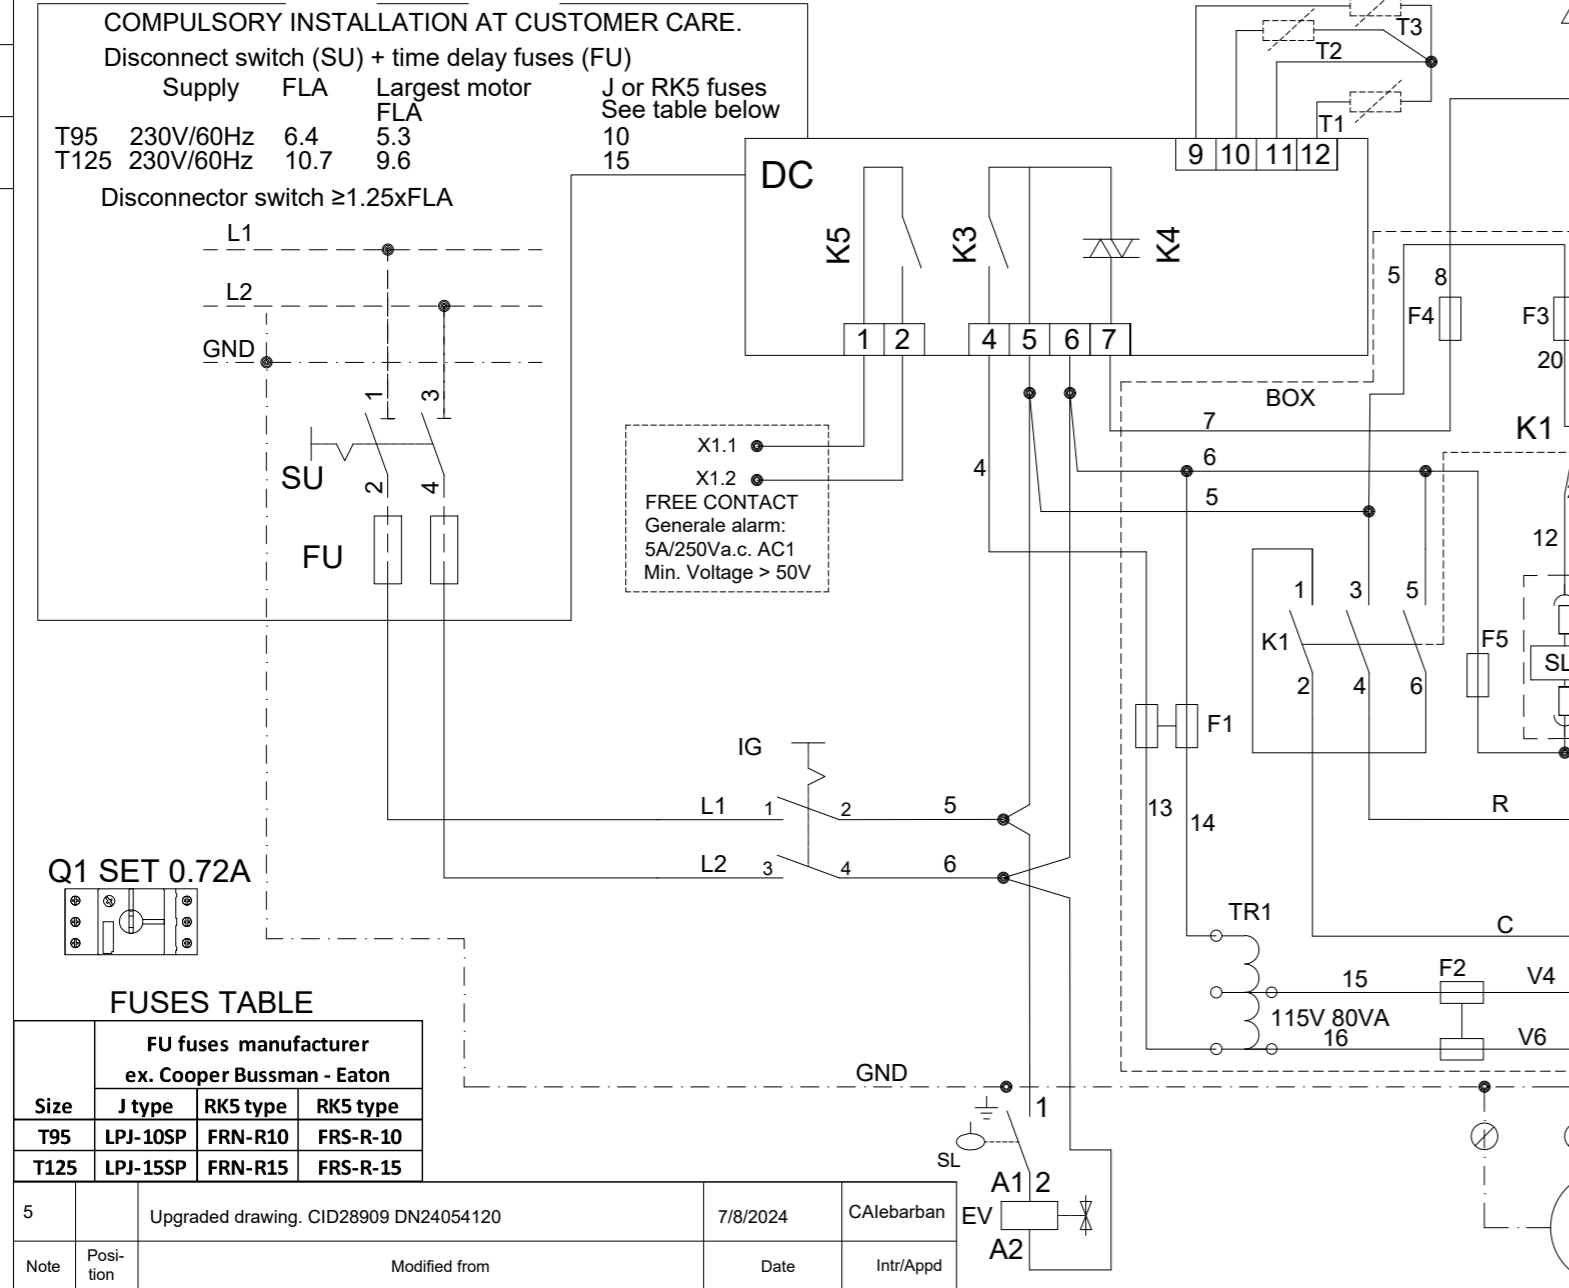 COMPULSORY INSTALLATION AT CUSTOMER CARE.
Disconnect switch (SU) + time delay fuses (FU)
Supply FLA Largest motor FLA J or RK5 fuses See table below
T95 230V/60Hz 6.4 5.3 10
T125 230V/60Hz 10.7 9.6 15
Disconnector switch ≥1.25xFLA
L1
L2
GND
1 3
SU
2 4
FU
T3
T2
T1
9 10 11 12
DC
K5 K3 K4
1 2 4 5 6 7
5 8
F4 F3
20
BOX
K1
7
6
5
4
12
X1.1
X1.2
FREE CONTACT
Generale alarm:
5A/250Va.c. AC1
Min. Voltage > 50V
1 3 5
K1
2 4 6
F5
SL
F1
IG
L1 1 2 5
L2 3 4 6
13 14
R
Q1 SET 0.72A
TR1
C
15 F2 V4
115V 80VA
16 V6
GND
FUSES TABLE
FU fuses manufacturer
ex. Cooper Bussman - Eaton
Size J type RK5 type RK5 type
T95 LPJ-10SP FRN-R10 FRS-R-10
T125 LPJ-15SP FRN-R15 FRS-R-15
1
SL
A1 2
EV
A2
5 Upgraded drawing. CID28909 DN24054120 7/8/2024 CAlebarban
Note Posi-tion Modified from Date Intr/Appd